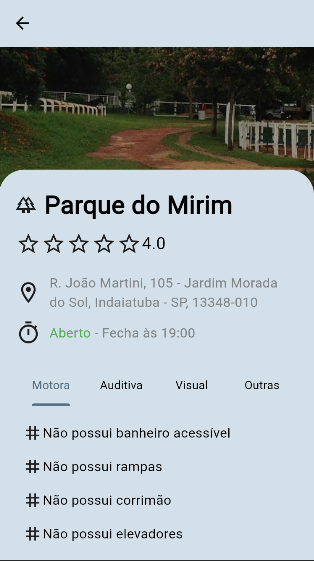 Parque do Mirim
4.0
R. João Martini, 105 - Jardim Morada
do Sol, Indaiatuba - SP, 13348-010
Aberto - Fecha às 19:00
Motora Auditiva Visual Outras
# Não possui banheiro acessível
# Não possui rampas
# Não possui corrimão
# Não possui elevadores